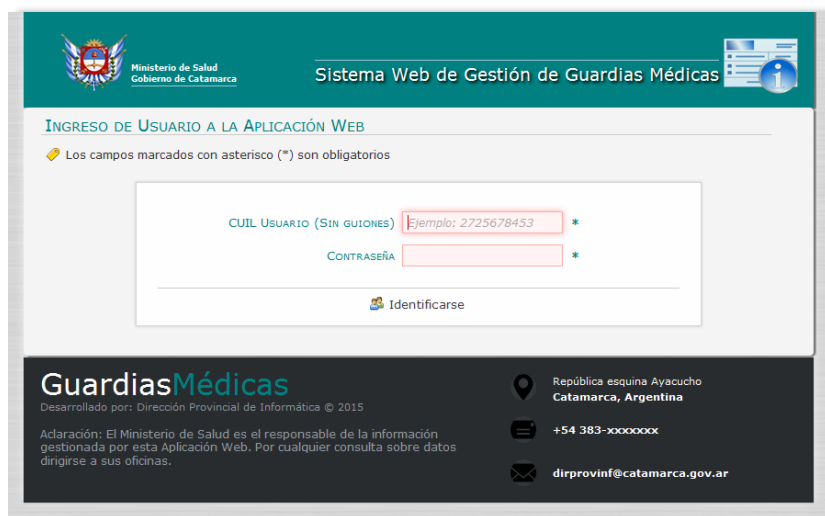 Ministerio de Salud
Gobierno de Catamarca
Sistema Web de Gestión de Guardias Médicas
Ingreso de Usuario a la Aplicación Web
Los campos marcados con asterisco (*) son obligatorios
CUIL Usuario (Sin guiones) Ejemplo: 2725678453 *
Contraseña *
Identificarse
GuardiasMédicas
Desarrollado por: Dirección Provincial de Informática © 2015
Aclaración: El Ministerio de Salud es el responsable de la información
gestionada por esta Aplicación Web. Por cualquier consulta sobre datos
dirigirse a sus oficinas.
República esquina Ayacucho
Catamarca, Argentina
+54 383-xxxxxxx
dirprovinf@catamarca.gov.ar